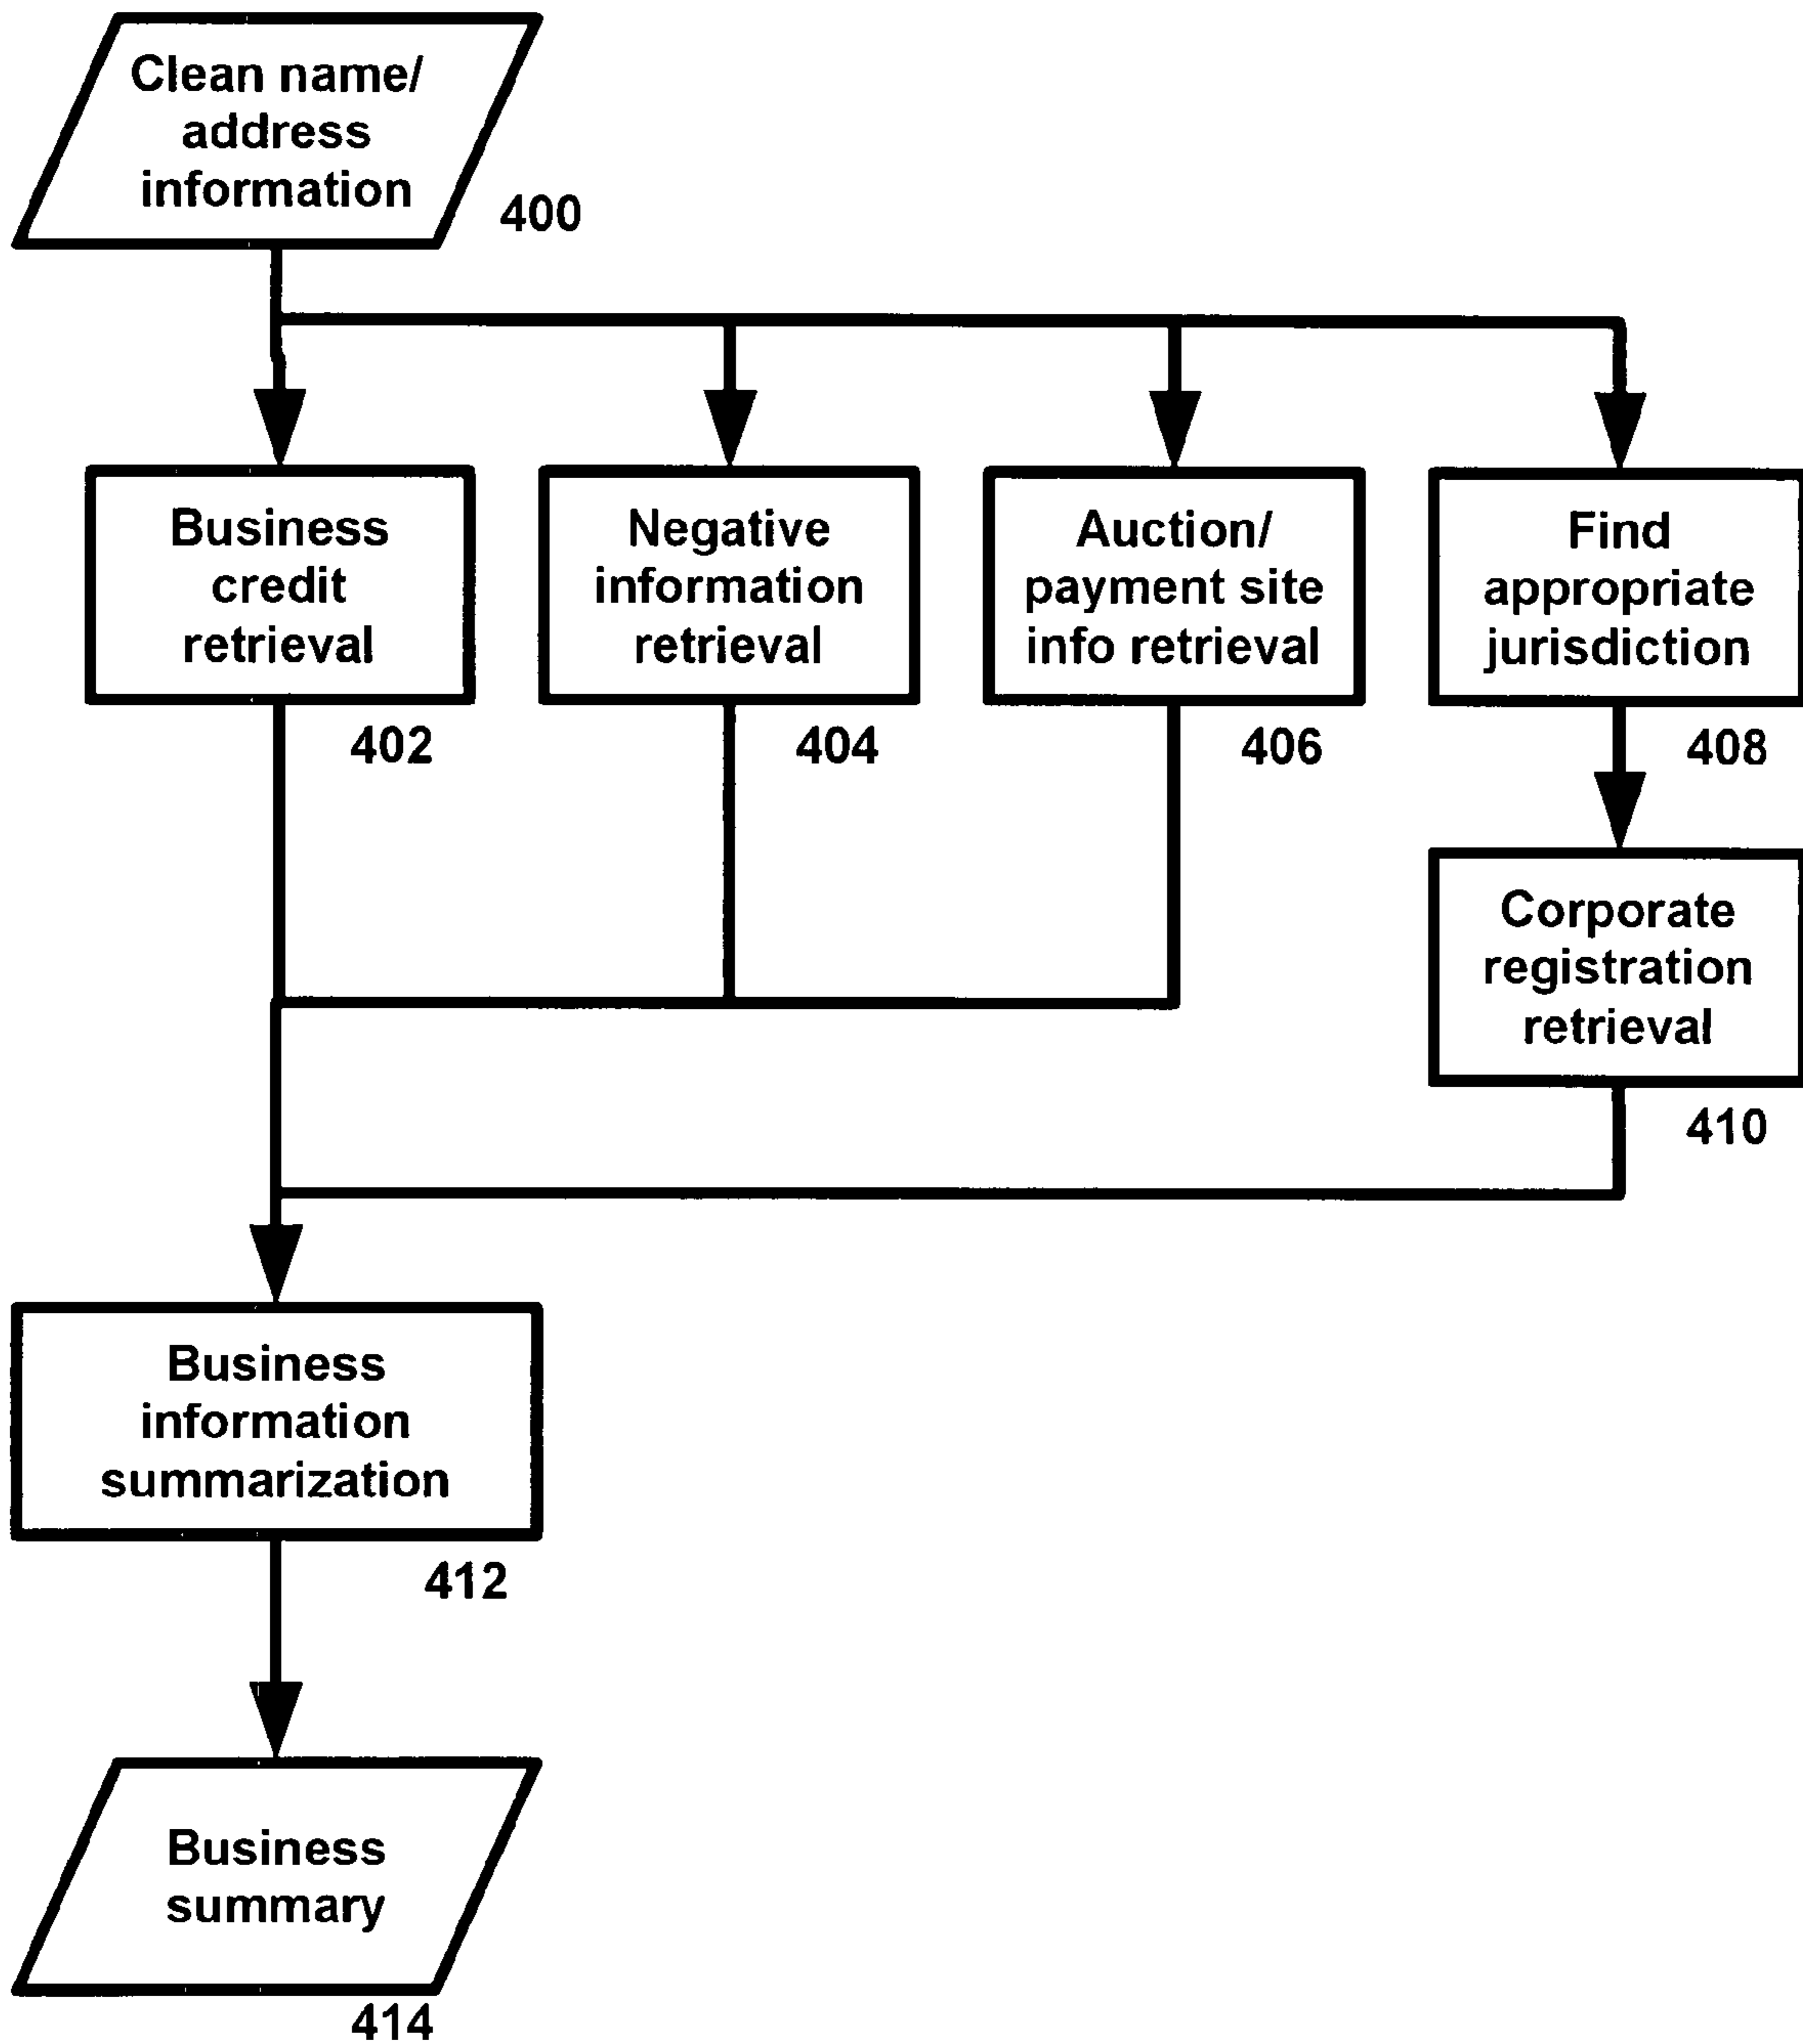 Clean name/
address
information
400
Business
credit
retrieval
402
Negative
information
retrieval
404
Auction/
payment site
info retrieval
406
Find
appropriate
jurisdiction
408
Corporate
registration
retrieval
410
Business
information
summarization
412
Business
summary
414